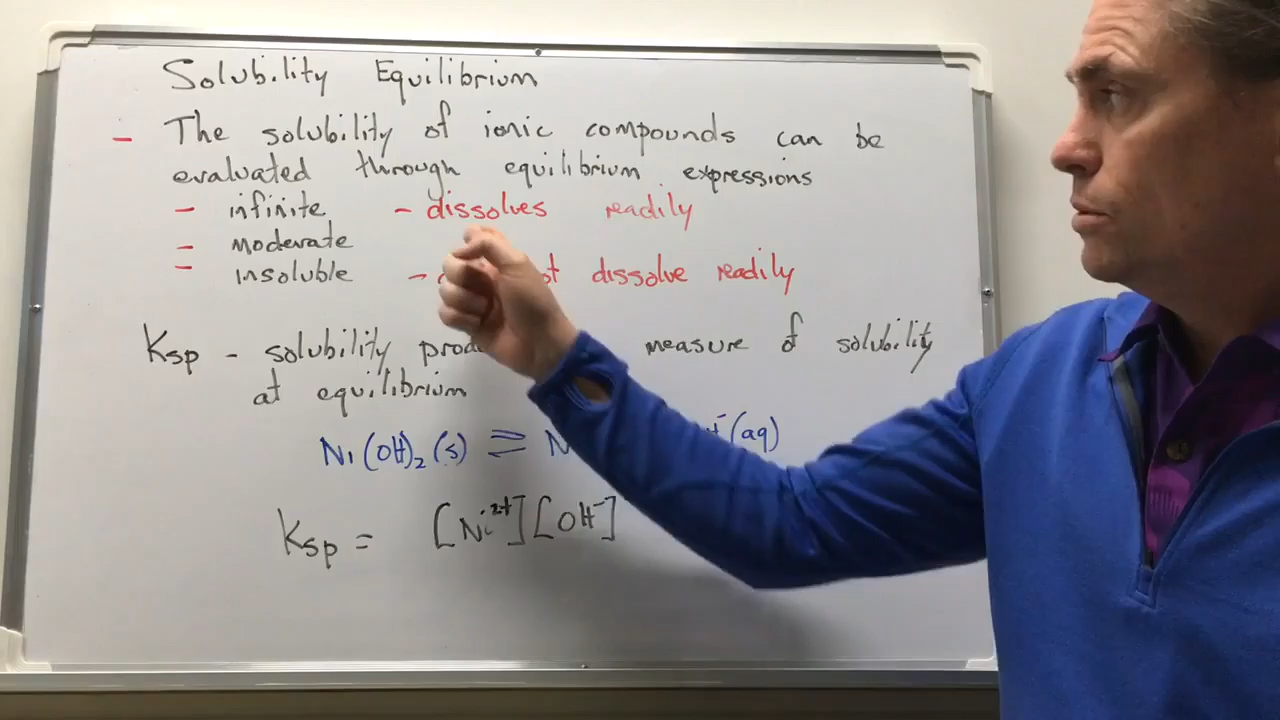 Solubility Equilibrium
- The solubility of ionic compounds can be
evaluated through equilibrium expressions
- infinite - dissolves readily
- Moderate
- insoluble - dissolve readily
Ksp - solubility measure of solubility
at equilibrium
Ni(OH)₂(s) ⇌ (aq)
Ksp = [Ni²⁺][OH⁻]